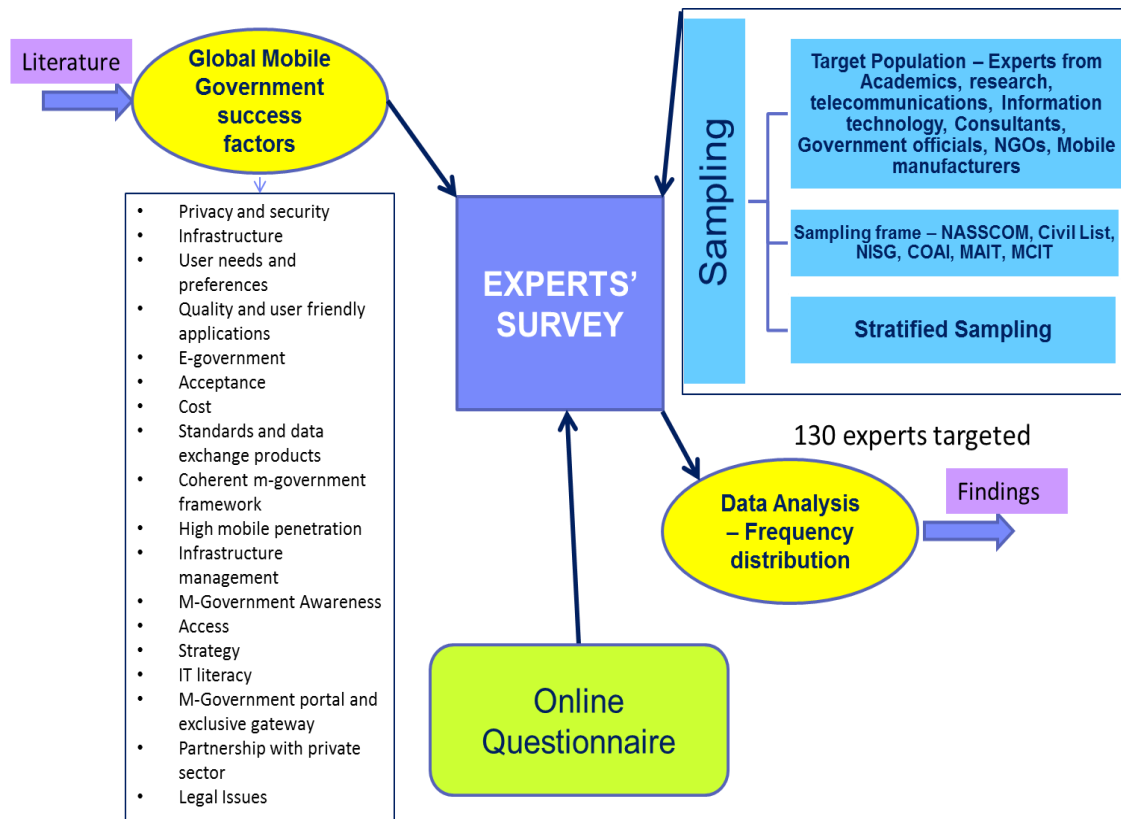 Literature
Global Mobile
Government
success
factors
• Privacy and security
• Infrastructure
• User needs and
preferences
• Quality and user friendly
applications
• E-government
• Acceptance
• Cost
• Standards and data
exchange products
• Coherent m-government
framework
• High mobile penetration
• Infrastructure
management
• M-Government Awareness
• Access
• Strategy
• IT literacy
• M-Government portal and
exclusive gateway
• Partnership with private
sector
• Legal Issues
EXPERTS’
SURVEY
Online
Questionnaire
Sampling
Target Population – Experts from
Academics, research,
telecommunications, Information
technology, Consultants,
Government officials, NGOs, Mobile
manufacturers
Sampling frame – NASSCOM, Civil List,
NISG, COAI, MAIT, MCIT
Stratified Sampling
130 experts targeted
Data Analysis
– Frequency
distribution
Findings